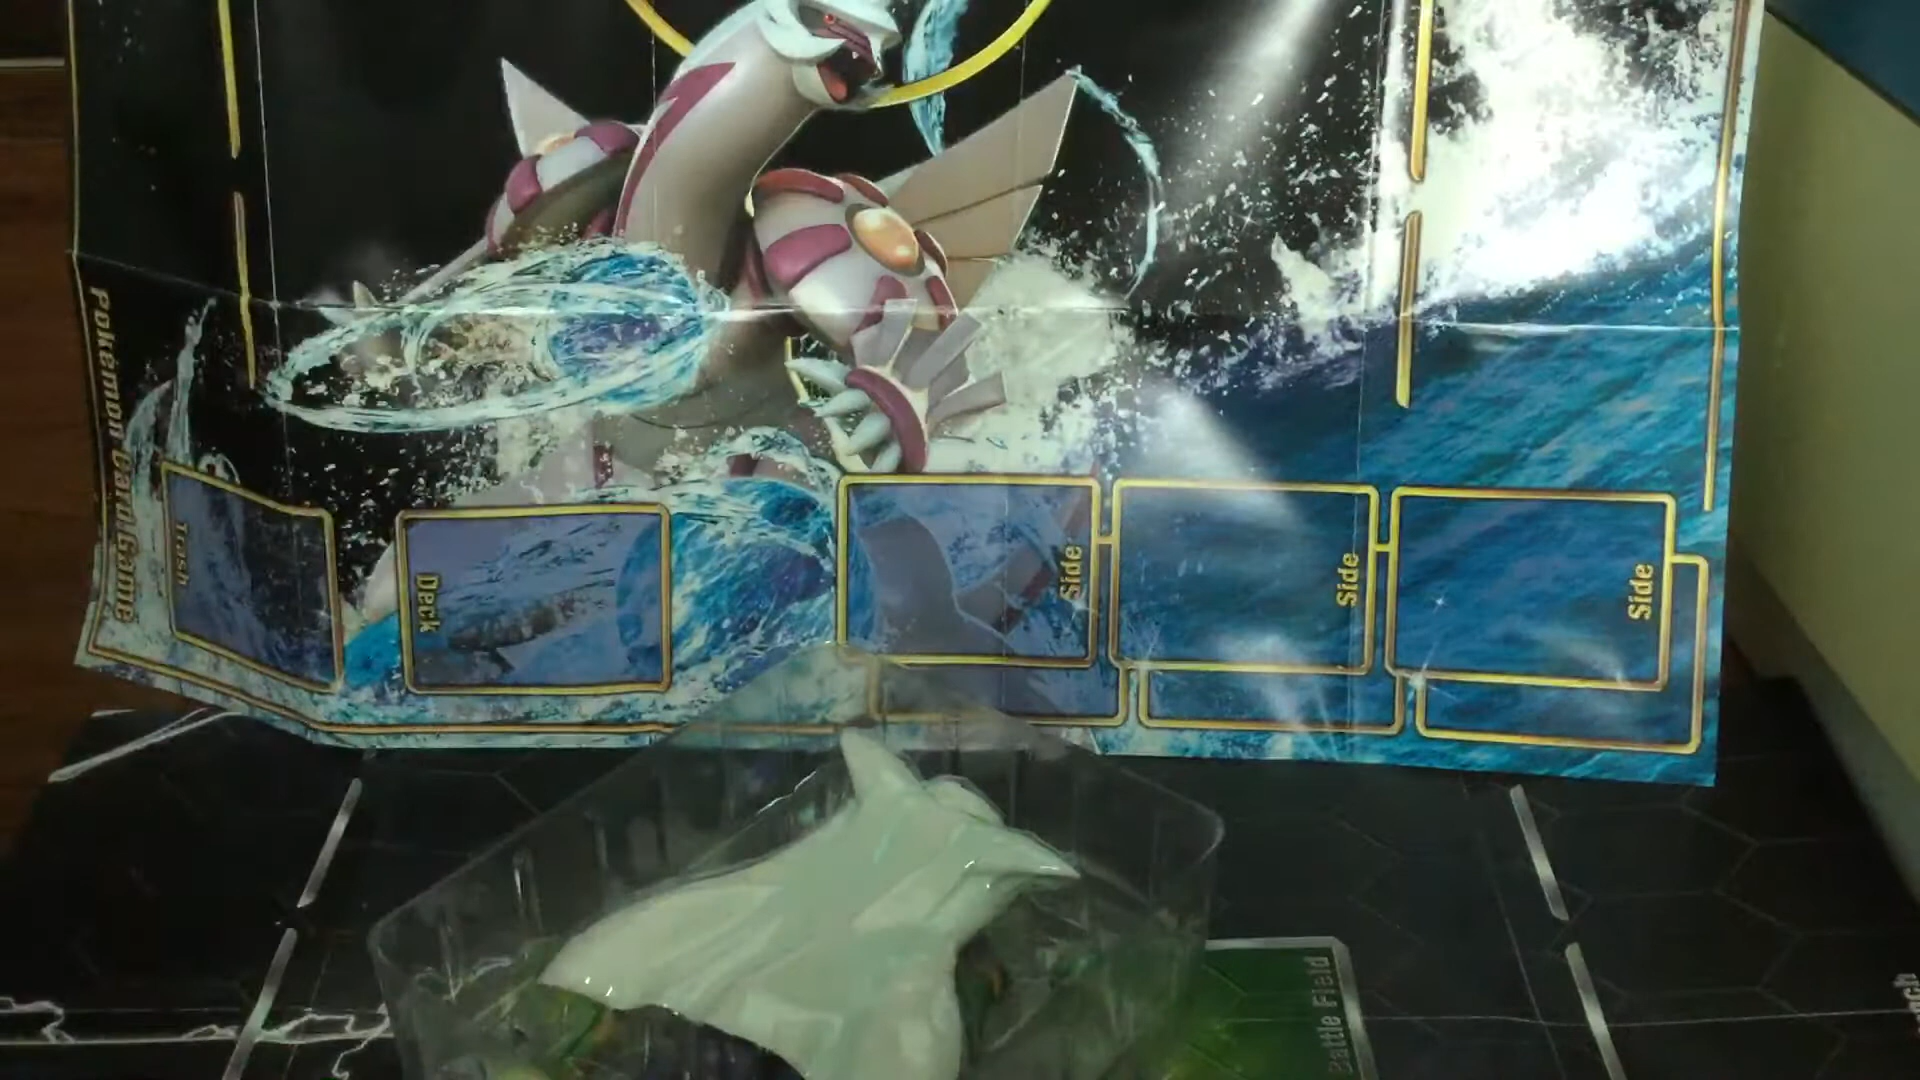 Pokémon Card Game
Trash
Deck
Side
Side
Side
Battle Field